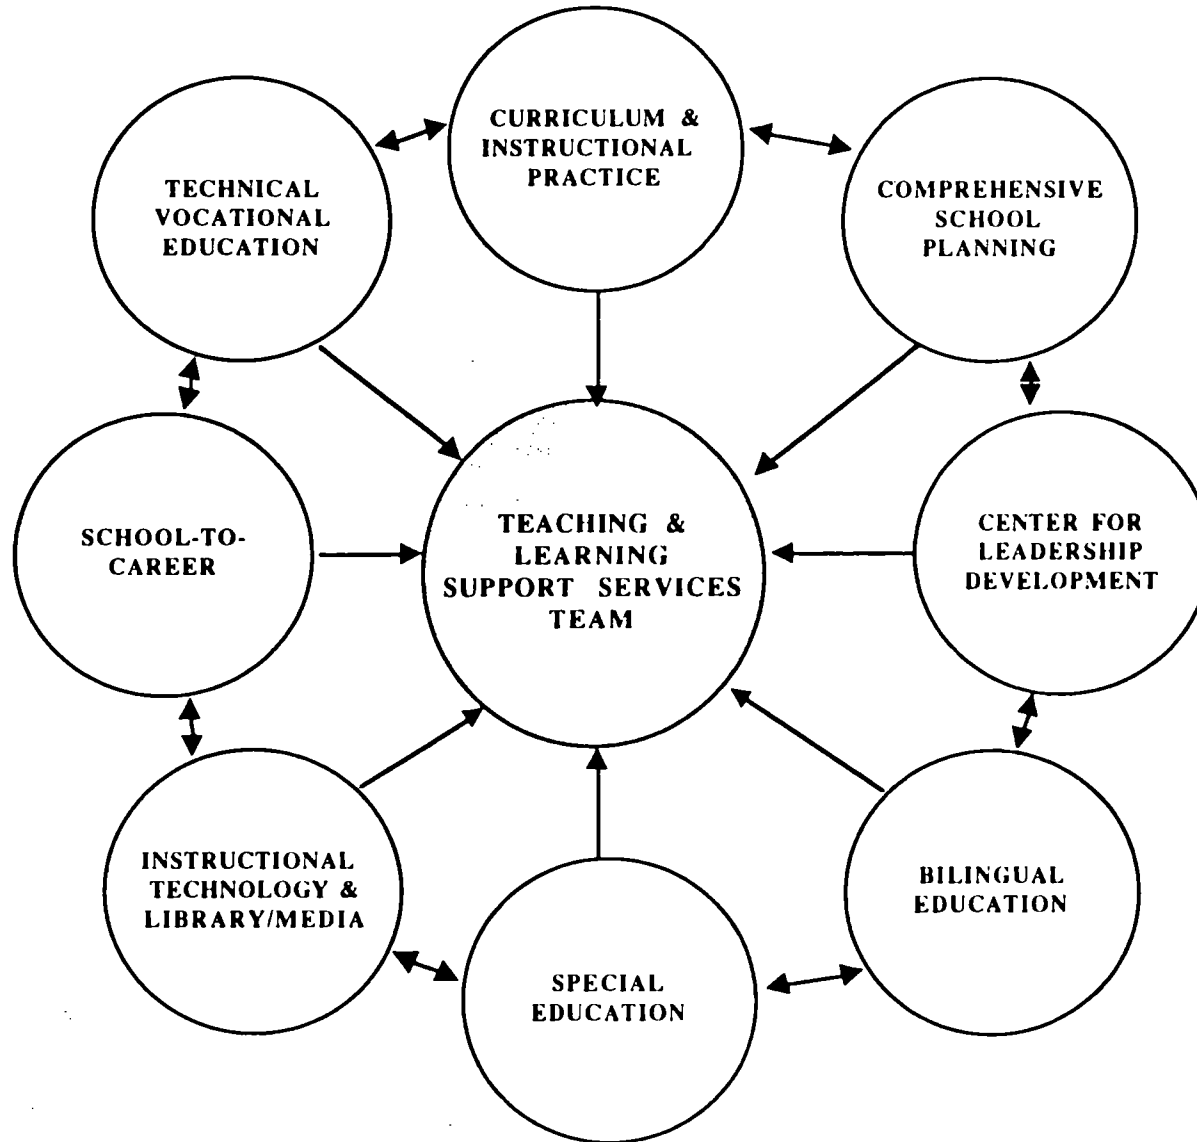 CURRICULUM &
INSTRUCTIONAL
PRACTICE
TECHNICAL
VOCATIONAL
EDUCATION
COMPREHENSIVE
SCHOOL
PLANNING
SCHOOL-TO-
CAREER
TEACHING &
LEARNING
SUPPORT SERVICES
TEAM
CENTER FOR
LEADERSHIP
DEVELOPMENT
INSTRUCTIONAL
TECHNOLOGY &
LIBRARY/MEDIA
BILINGUAL
EDUCATION
SPECIAL
EDUCATION